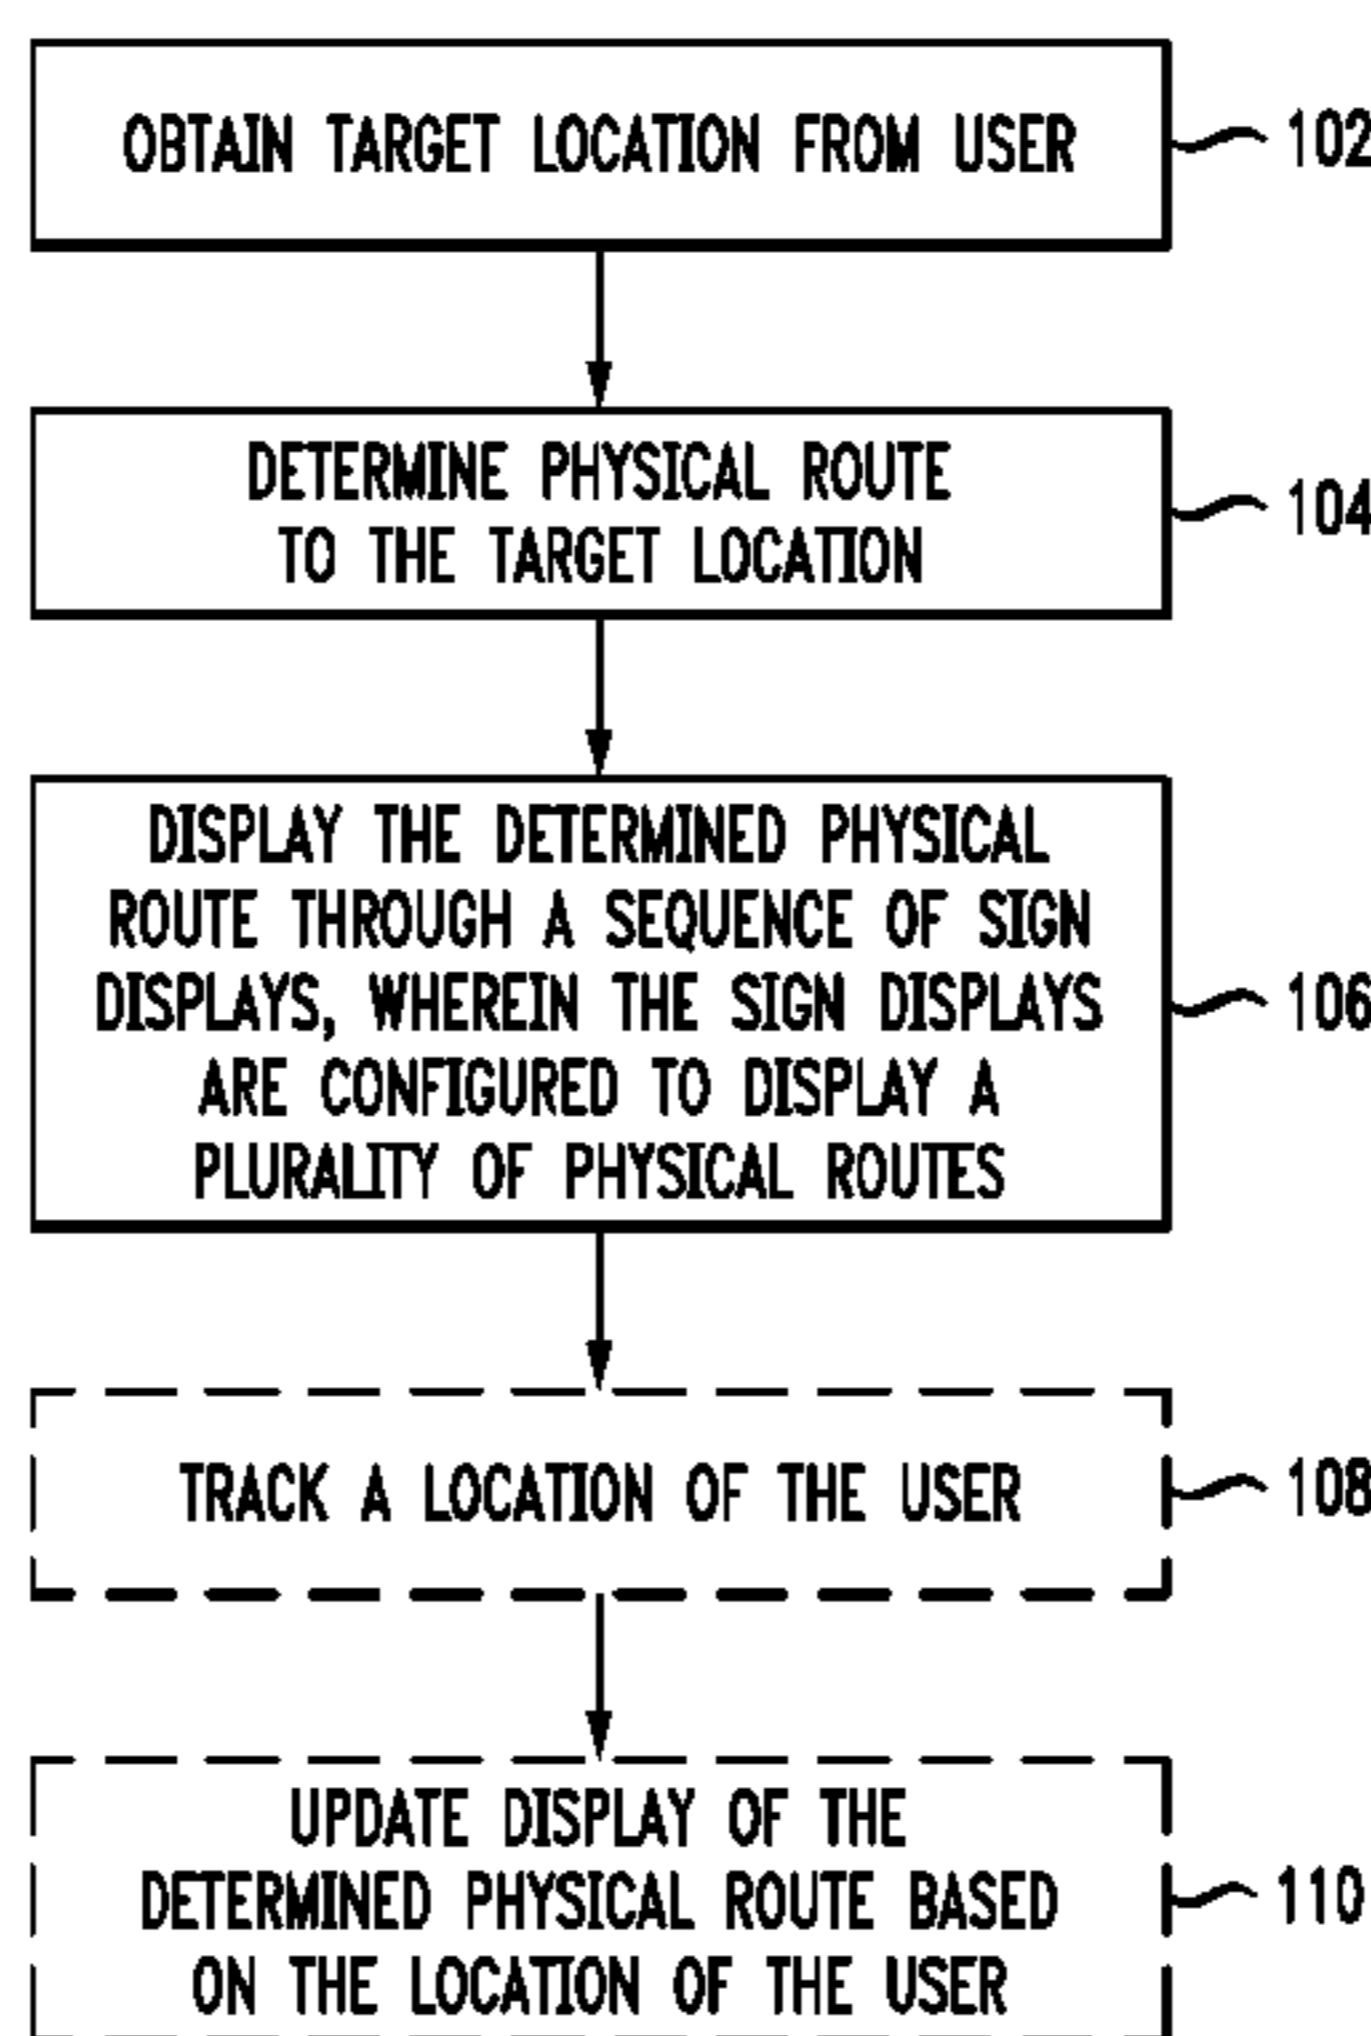 OBTAIN TARGET LOCATION FROM USER
102
DETERMINE PHYSICAL ROUTE
TO THE TARGET LOCATION
104
DISPLAY THE DETERMINED PHYSICAL
ROUTE THROUGH A SEQUENCE OF SIGN
DISPLAYS, WHEREIN THE SIGN DISPLAYS
ARE CONFIGURED TO DISPLAY A
PLURALITY OF PHYSICAL ROUTES
106
TRACK A LOCATION OF THE USER
108
UPDATE DISPLAY OF THE
DETERMINED PHYSICAL ROUTE BASED
ON THE LOCATION OF THE USER
110